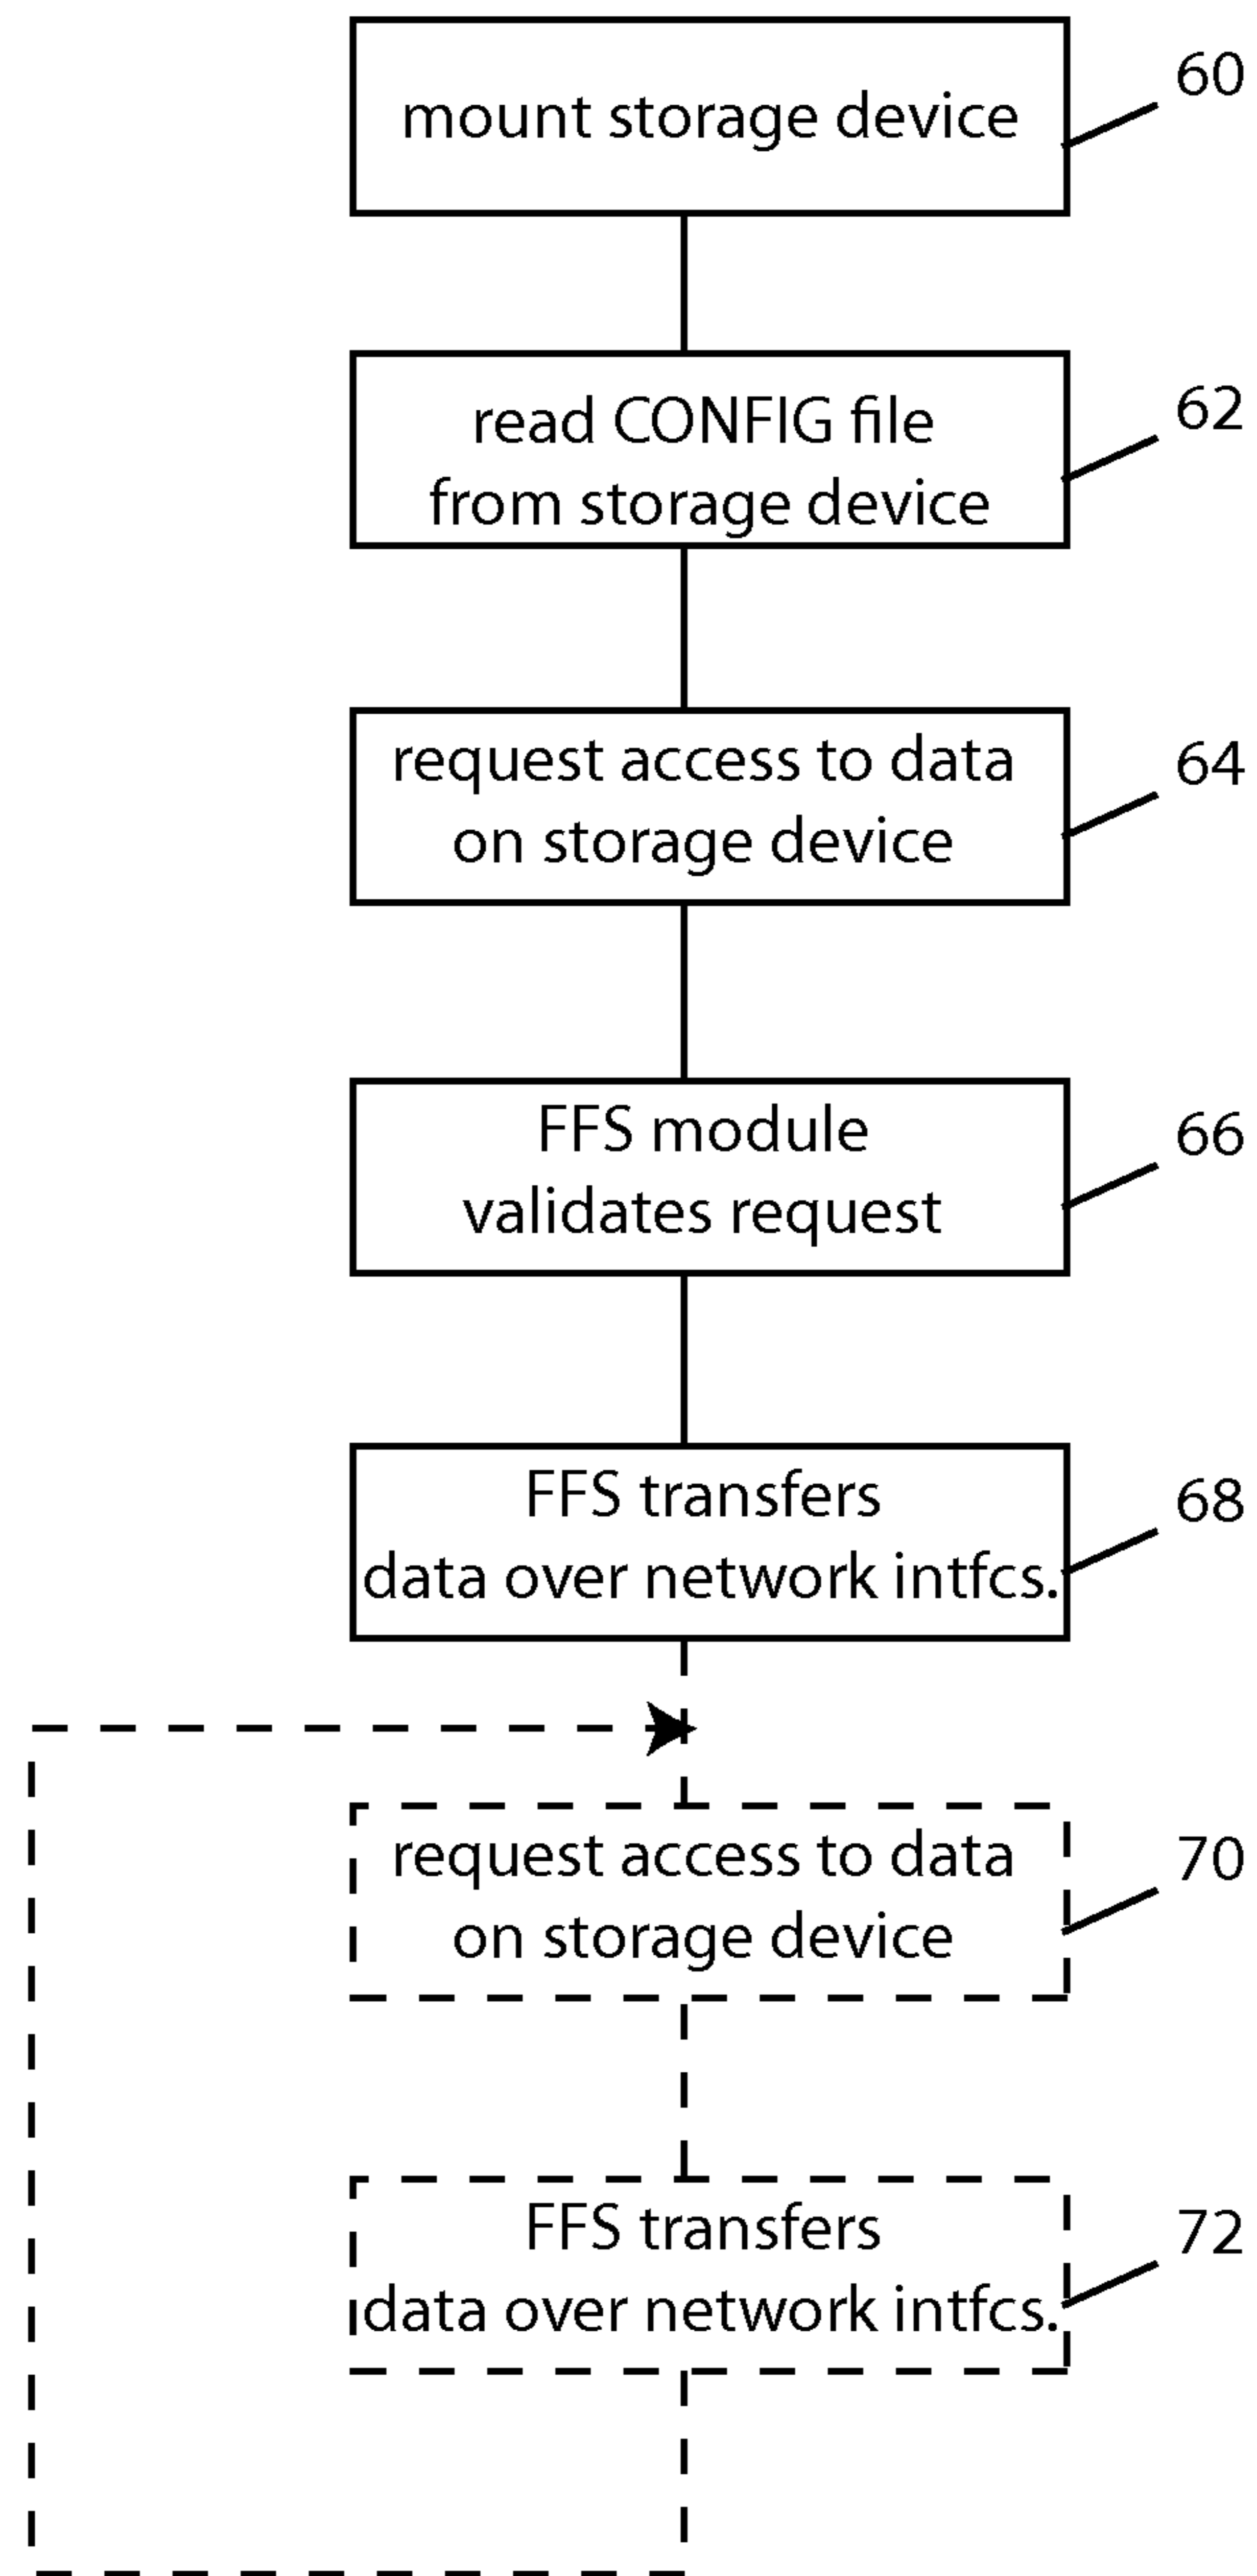 mount storage device
60
read CONFIG file
from storage device
62
request access to data
on storage device
64
FFS module
validates request
66
FFS transfers
data over network intfcs.
68
request access to data
on storage device
70
FFS transfers
data over network intfcs.
72